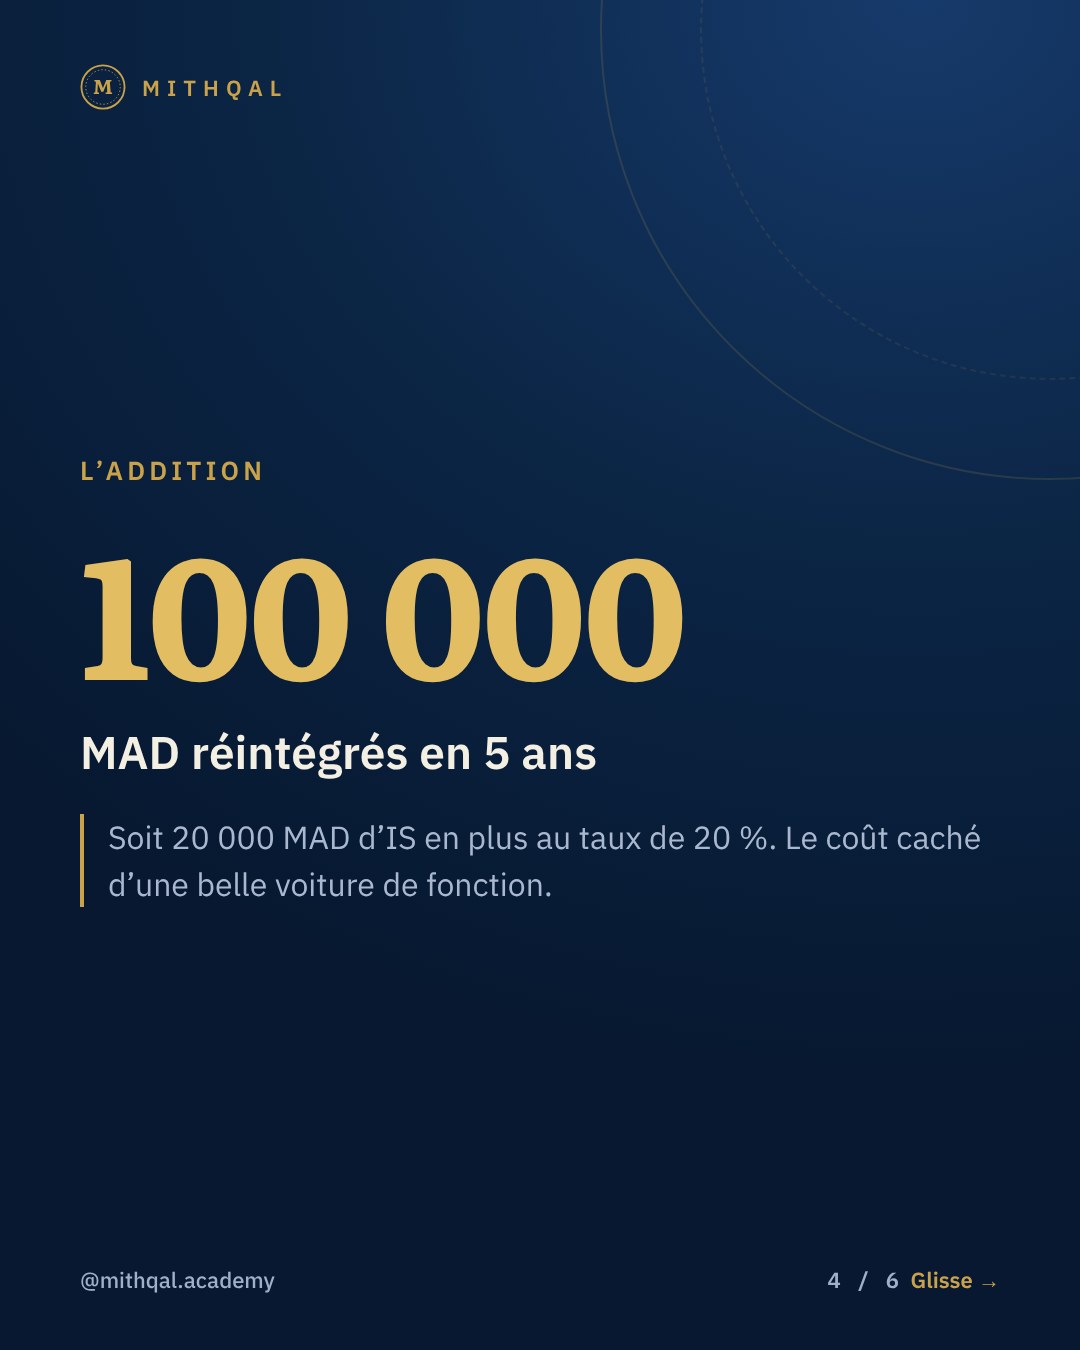 M MITHQAL
L’ADDITION
100 000
MAD réintégrés en 5 ans
Soit 20 000 MAD d’IS en plus au taux de 20 %. Le coût caché
d’une belle voiture de fonction.
@mithqal.academy
4 / 6 Glisse →